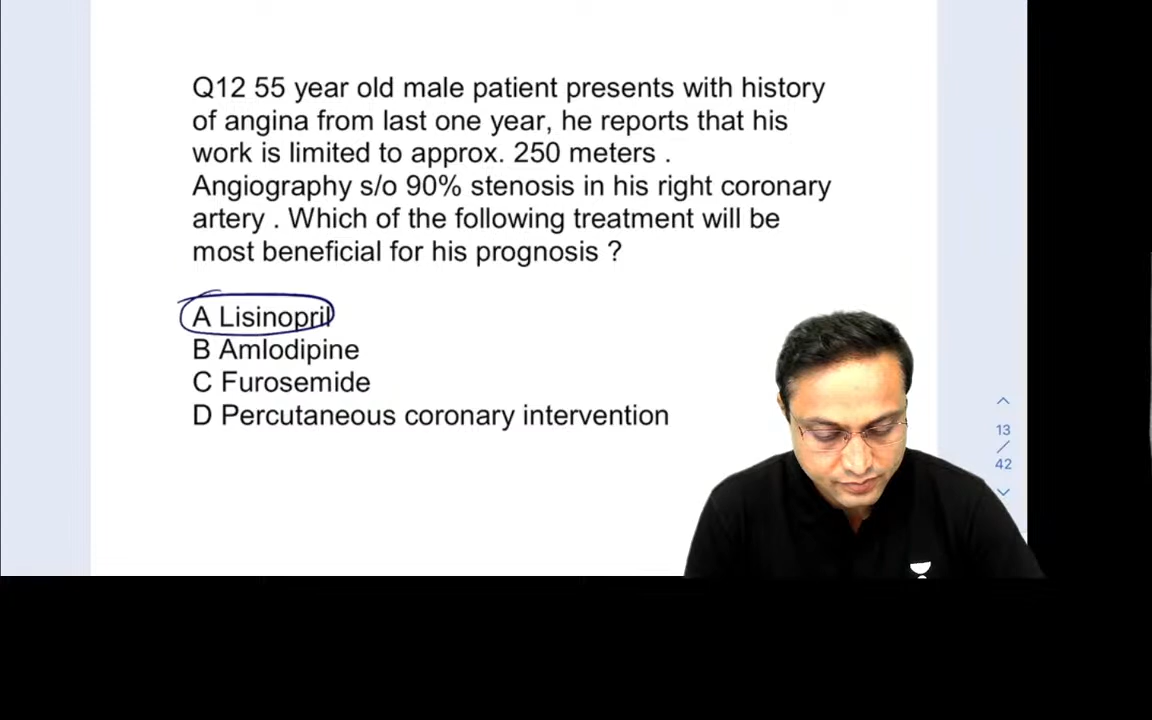 Q12 55 year old male patient presents with history
of angina from last one year, he reports that his
work is limited to approx. 250 meters .
Angiography s/o 90% stenosis in his right coronary
artery . Which of the following treatment will be
most beneficial for his prognosis ?
A Lisinopril
B Amlodipine
C Furosemide
D Percutaneous coronary intervention
13
/
42